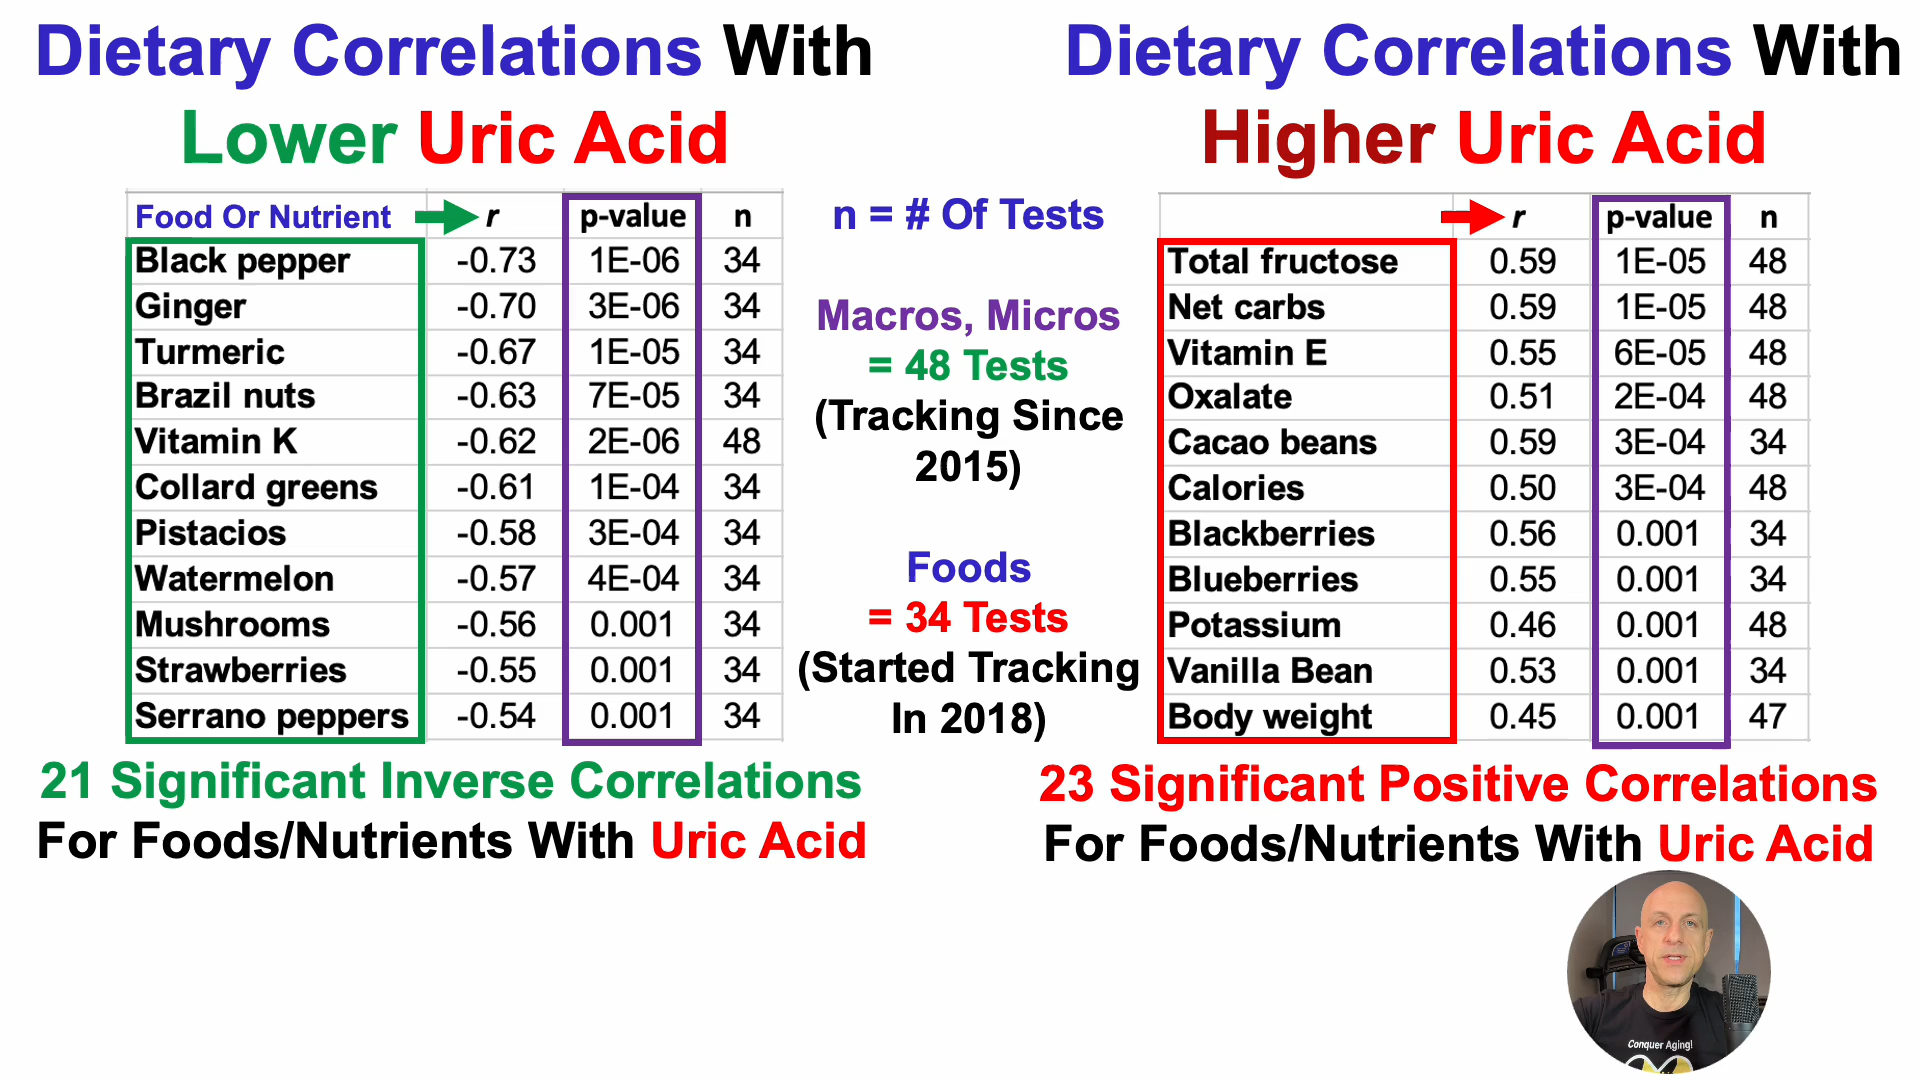 Dietary Correlations With
Lower Uric Acid
Food Or Nutrient r p-value n
Black pepper -0.73 1E-06 34
Ginger -0.70 3E-06 34
Turmeric -0.67 1E-05 34
Brazil nuts -0.63 7E-05 34
Vitamin K -0.62 2E-06 48
Collard greens -0.61 1E-04 34
Pistacios -0.58 3E-04 34
Watermelon -0.57 4E-04 34
Mushrooms -0.56 0.001 34
Strawberries -0.55 0.001 34
Serrano peppers -0.54 0.001 34
21 Significant Inverse Correlations
For Foods/Nutrients With Uric Acid
n = # Of Tests
Macros, Micros
= 48 Tests
(Tracking Since
2015)
Foods
= 34 Tests
(Started Tracking
In 2018)
Dietary Correlations With
Higher Uric Acid
r p-value n
Total fructose 0.59 1E-05 48
Net carbs 0.59 1E-05 48
Vitamin E 0.55 6E-05 48
Oxalate 0.51 2E-04 48
Cacao beans 0.59 3E-04 34
Calories 0.50 3E-04 48
Blackberries 0.56 0.001 34
Blueberries 0.55 0.001 34
Potassium 0.46 0.001 48
Vanilla Bean 0.53 0.001 34
Body weight 0.45 0.001 47
23 Significant Positive Correlations
For Foods/Nutrients With Uric Acid
Conquer Aging!